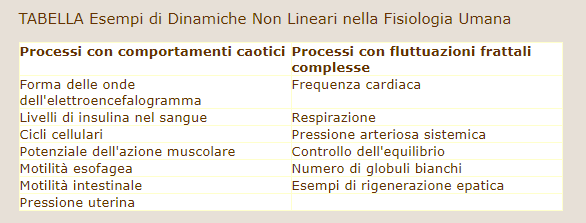 TABELLA Esempi di Dinamiche Non Lineari nella Fisiologia Umana
Processi con comportamenti caotici Processi con fluttuazioni frattali
complesse
Forma delle onde Frequenza cardiaca
dell'elettroencefalogramma
Livelli di insulina nel sangue Respirazione
Cicli cellulari Pressione arteriosa sistemica
Potenziale dell'azione muscolare Controllo dell'equilibrio
Motilità esofagea Numero di globuli bianchi
Motilità intestinale Esempi di rigenerazione epatica
Pressione uterina